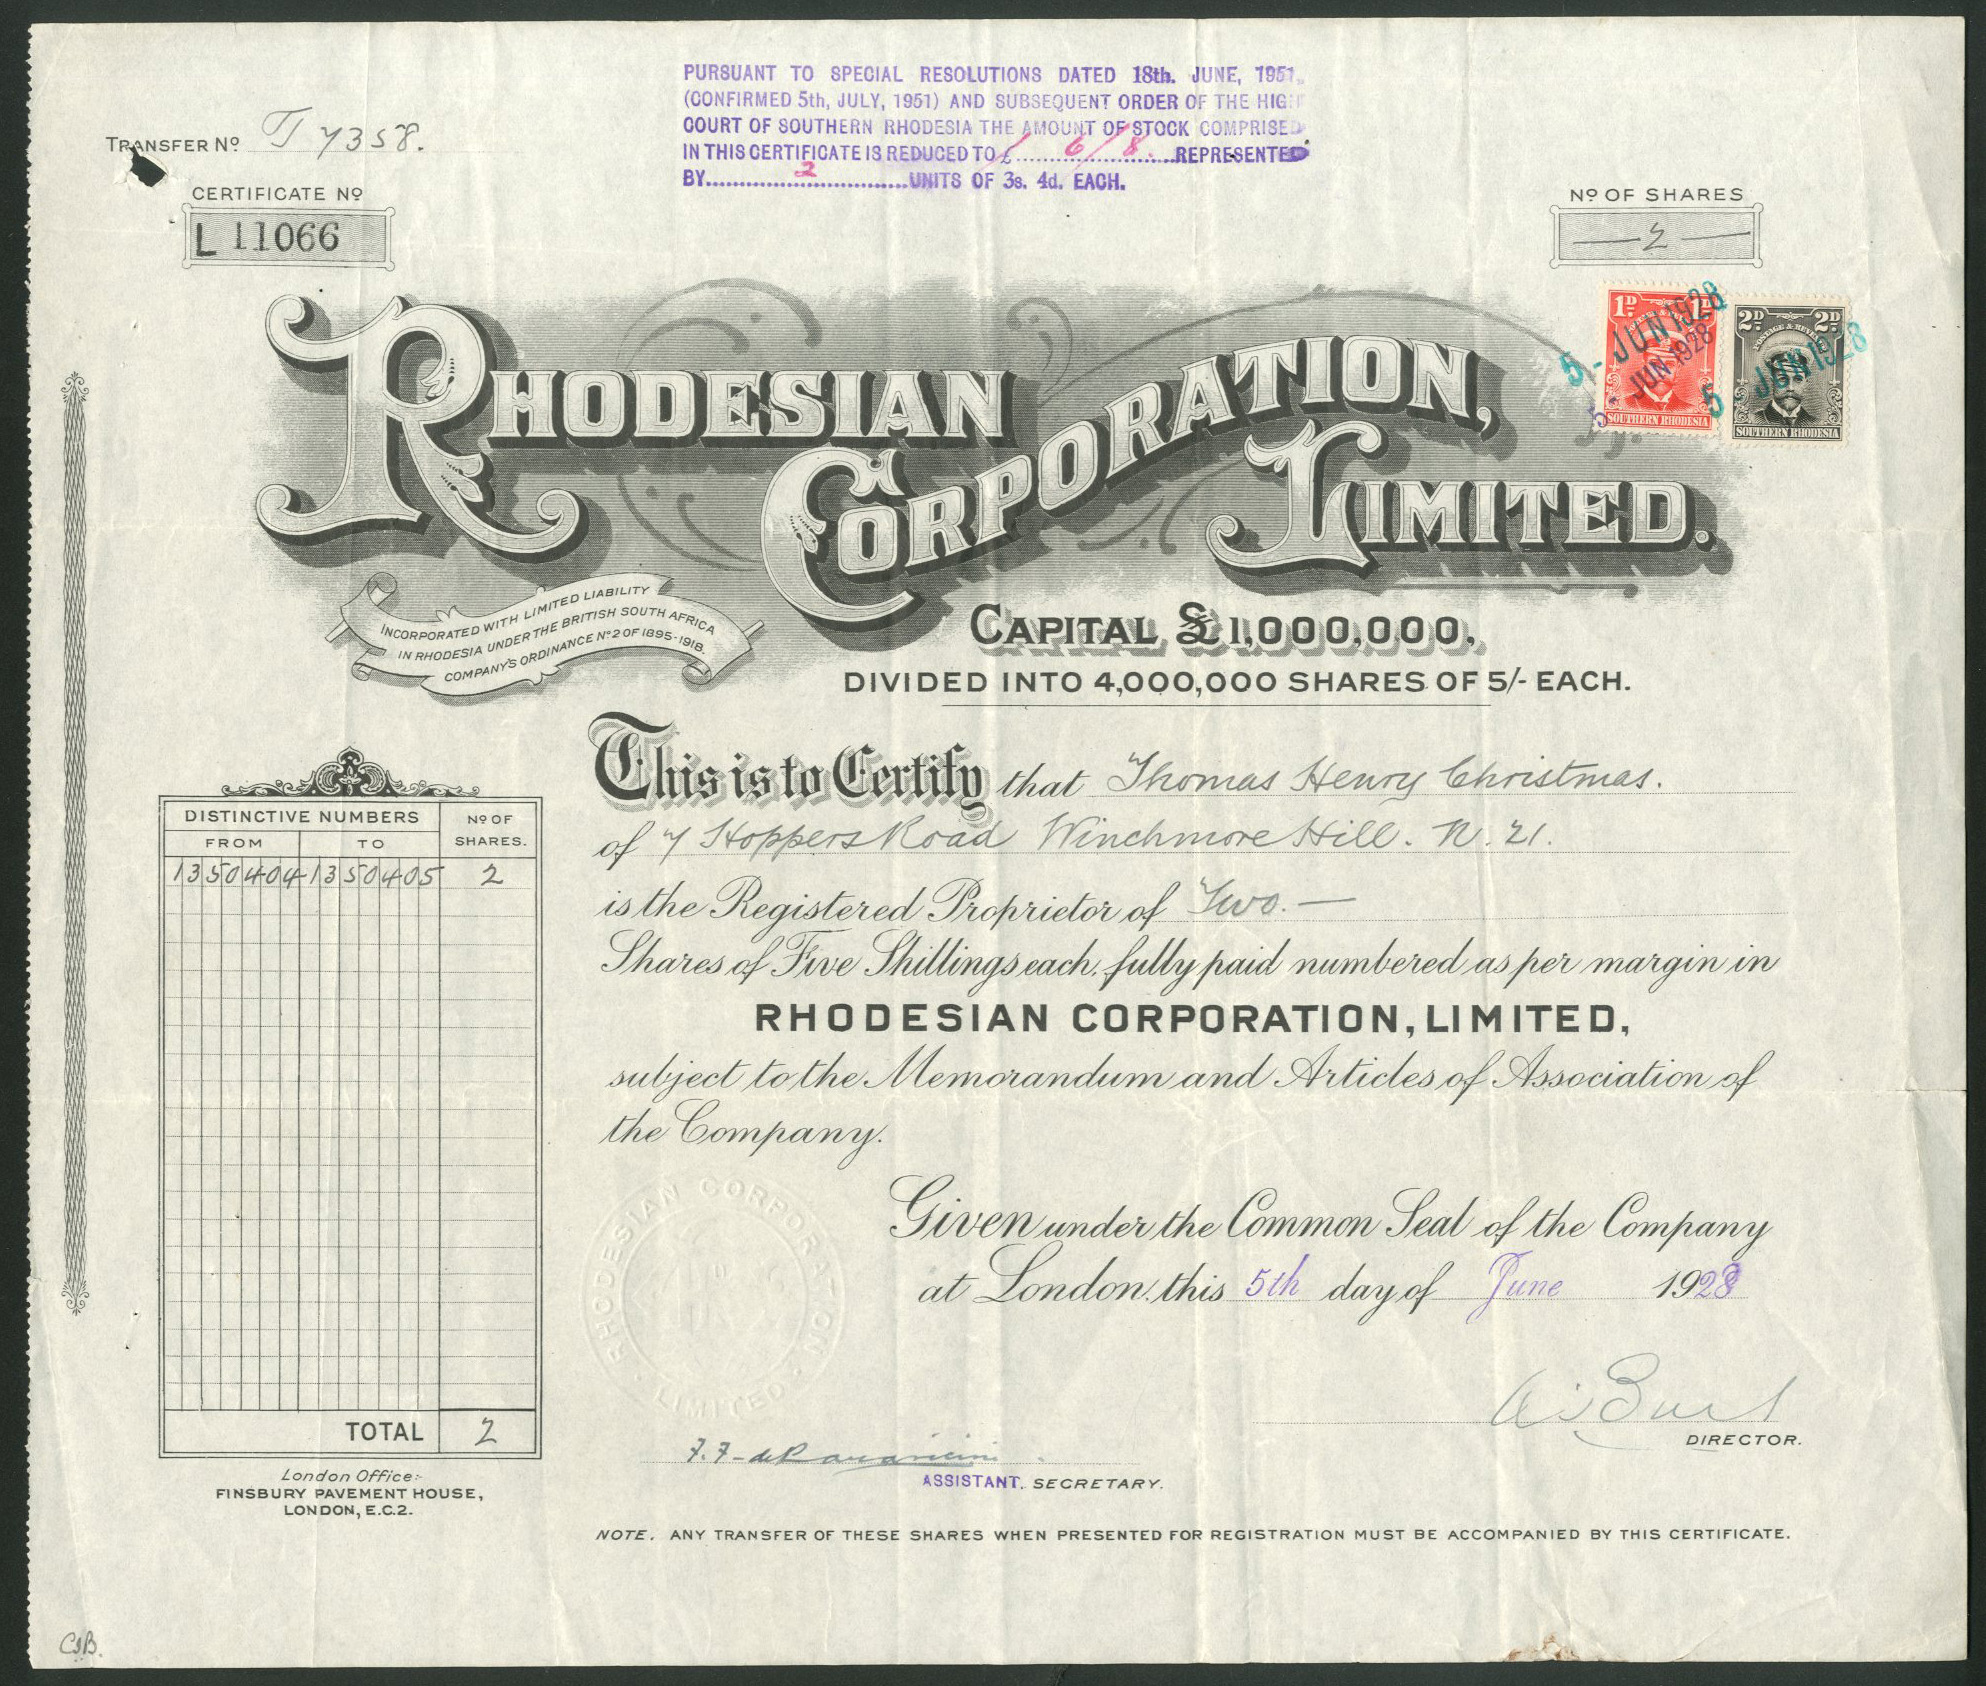 PURSUANT TO SPECIAL RESOLUTIONS DATED 18th. JUNE, 1951.
(CONFIRMED 5th, JULY, 1951) AND SUBSEQUENT ORDER OF THE HIGH
COURT OF SOUTHERN RHODESIA THE AMOUNT OF STOCK COMPRISED
IN THIS CERTIFICATE IS REDUCED TO £ 6/8. REPRESENTED
BY 2 UNITS OF 3s. 4d. EACH.
TRANSFER No T 7358.
CERTIFICATE No
L 11066
No OF SHARES
— 2 —
1D 1D
SOUTHERN RHODESIA
5 - JUN 1928
5 - JUN 1928
2D 2D
POSTAGE & REVENUE
SOUTHERN RHODESIA
5 JUN 1928
RHODESIAN
CORPORATION,
LIMITED.
INCORPORATED WITH LIMITED LIABILITY
IN RHODESIA UNDER THE BRITISH SOUTH AFRICA
COMPANY'S ORDINANCE No 2 OF 1895-1918.
CAPITAL £1,000,000,
DIVIDED INTO 4,000,000 SHARES OF 5/- EACH.
This is to Certify that Thomas Henry Christmas.
of 7 Hoppers Road Winchmore Hill. N. 21.
is the Registered Proprietor of Two. —
Shares of Five Shillings each, fully paid numbered as per margin in
RHODESIAN CORPORATION, LIMITED,
subject to the Memorandum and Articles of Association of
the Company.
DISTINCTIVE NUMBERS No OF SHARES.
FROM TO
1350404 1350405 2
TOTAL 2
London Office:-
FINSBURY PAVEMENT HOUSE,
LONDON, E.C.2.
RHODESIAN CORPORATION LIMITED
Given under the Common Seal of the Company
at London, this 5th day of June 1928
DIRECTOR.
ASSISTANT. SECRETARY.
NOTE. ANY TRANSFER OF THESE SHARES WHEN PRESENTED FOR REGISTRATION MUST BE ACCOMPANIED BY THIS CERTIFICATE.